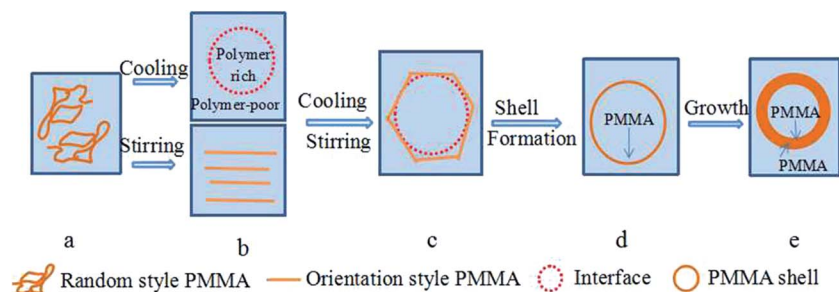 Cooling
Stirring
Polymer
rich
Polymer-poor
Cooling
Stirring
Shell
Formation
PMMA
Growth
PMMA
PMMA
a
b
c
d
e
Random style PMMA
Orientation style PMMA
Interface
PMMA shell